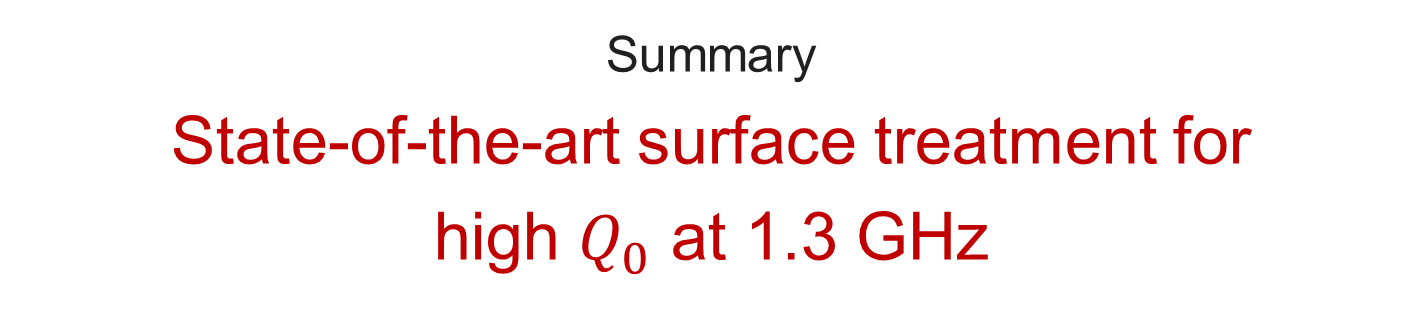 Summary
State-of-the-art surface treatment for
high Q₀ at 1.3 GHz